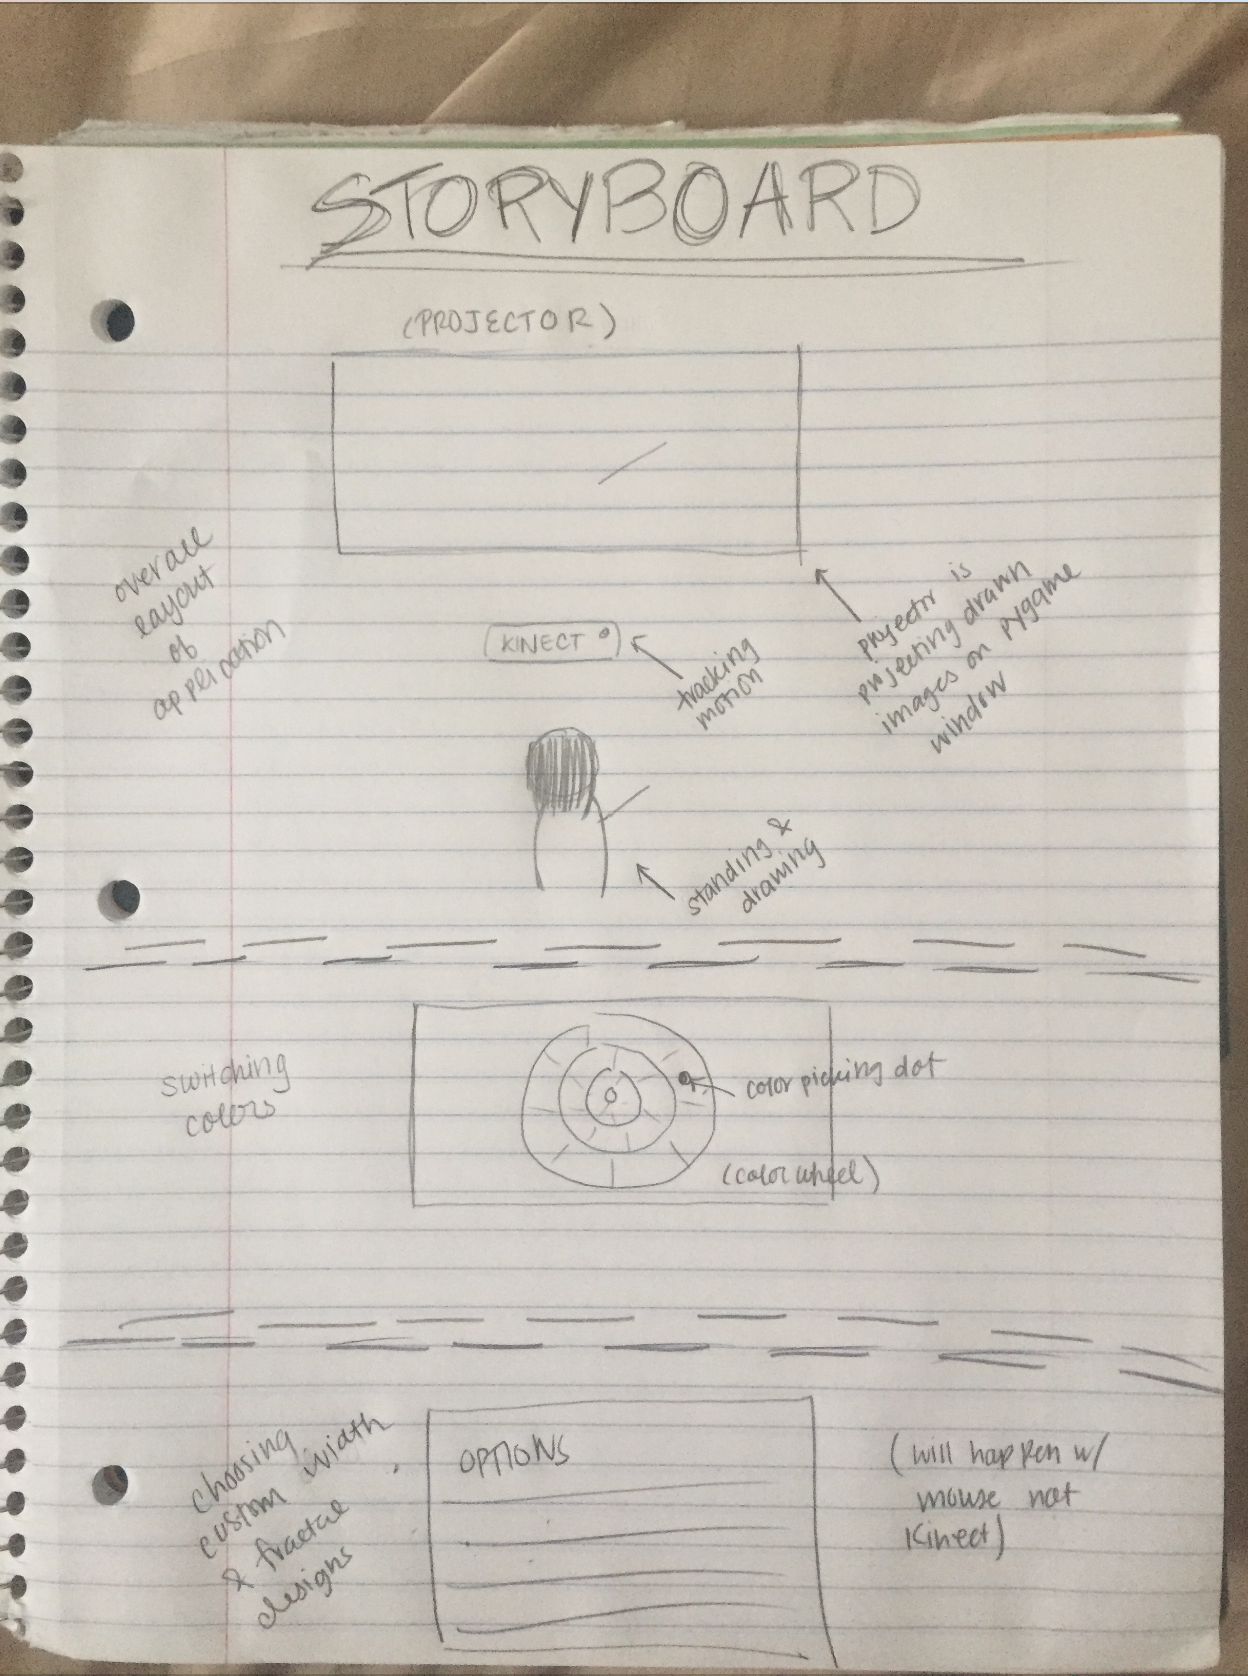 STORYBOARD
(PROJECTOR)
overall
layout
of
application
projector is
projecting drawn
images on pygame
window
KINECT
tracking
motion
standing &
drawing
switching
colors
color picking dot
(color wheel)
choosing
custom width
& fractal
designs
OPTIONS
(will happen w/
mouse not
Kinect)